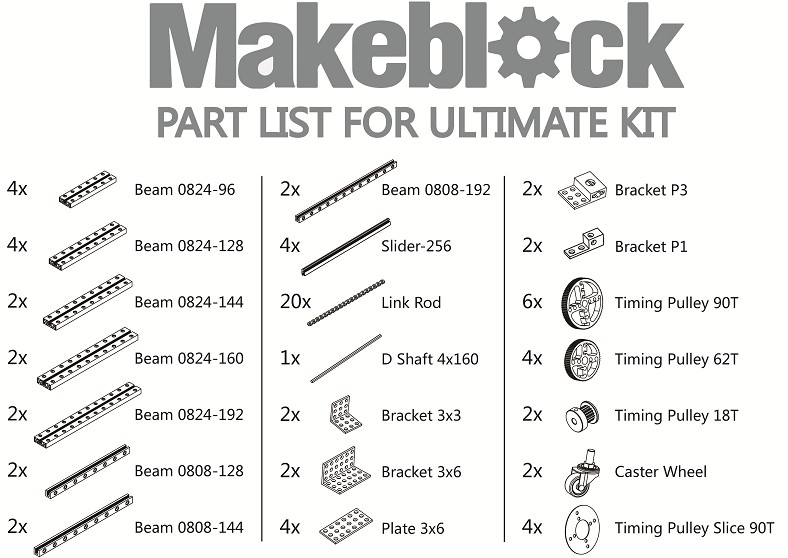 Makeblock
PART LIST FOR ULTIMATE KIT
4x Beam 0824-96
4x Beam 0824-128
2x Beam 0824-144
2x Beam 0824-160
2x Beam 0824-192
2x Beam 0808-128
2x Beam 0808-144
2x Beam 0808-192
4x Slider-256
20x Link Rod
1x D Shaft 4x160
2x Bracket 3x3
2x Bracket 3x6
4x Plate 3x6
2x Bracket P3
2x Bracket P1
6x Timing Pulley 90T
4x Timing Pulley 62T
2x Timing Pulley 18T
2x Caster Wheel
4x Timing Pulley Slice 90T